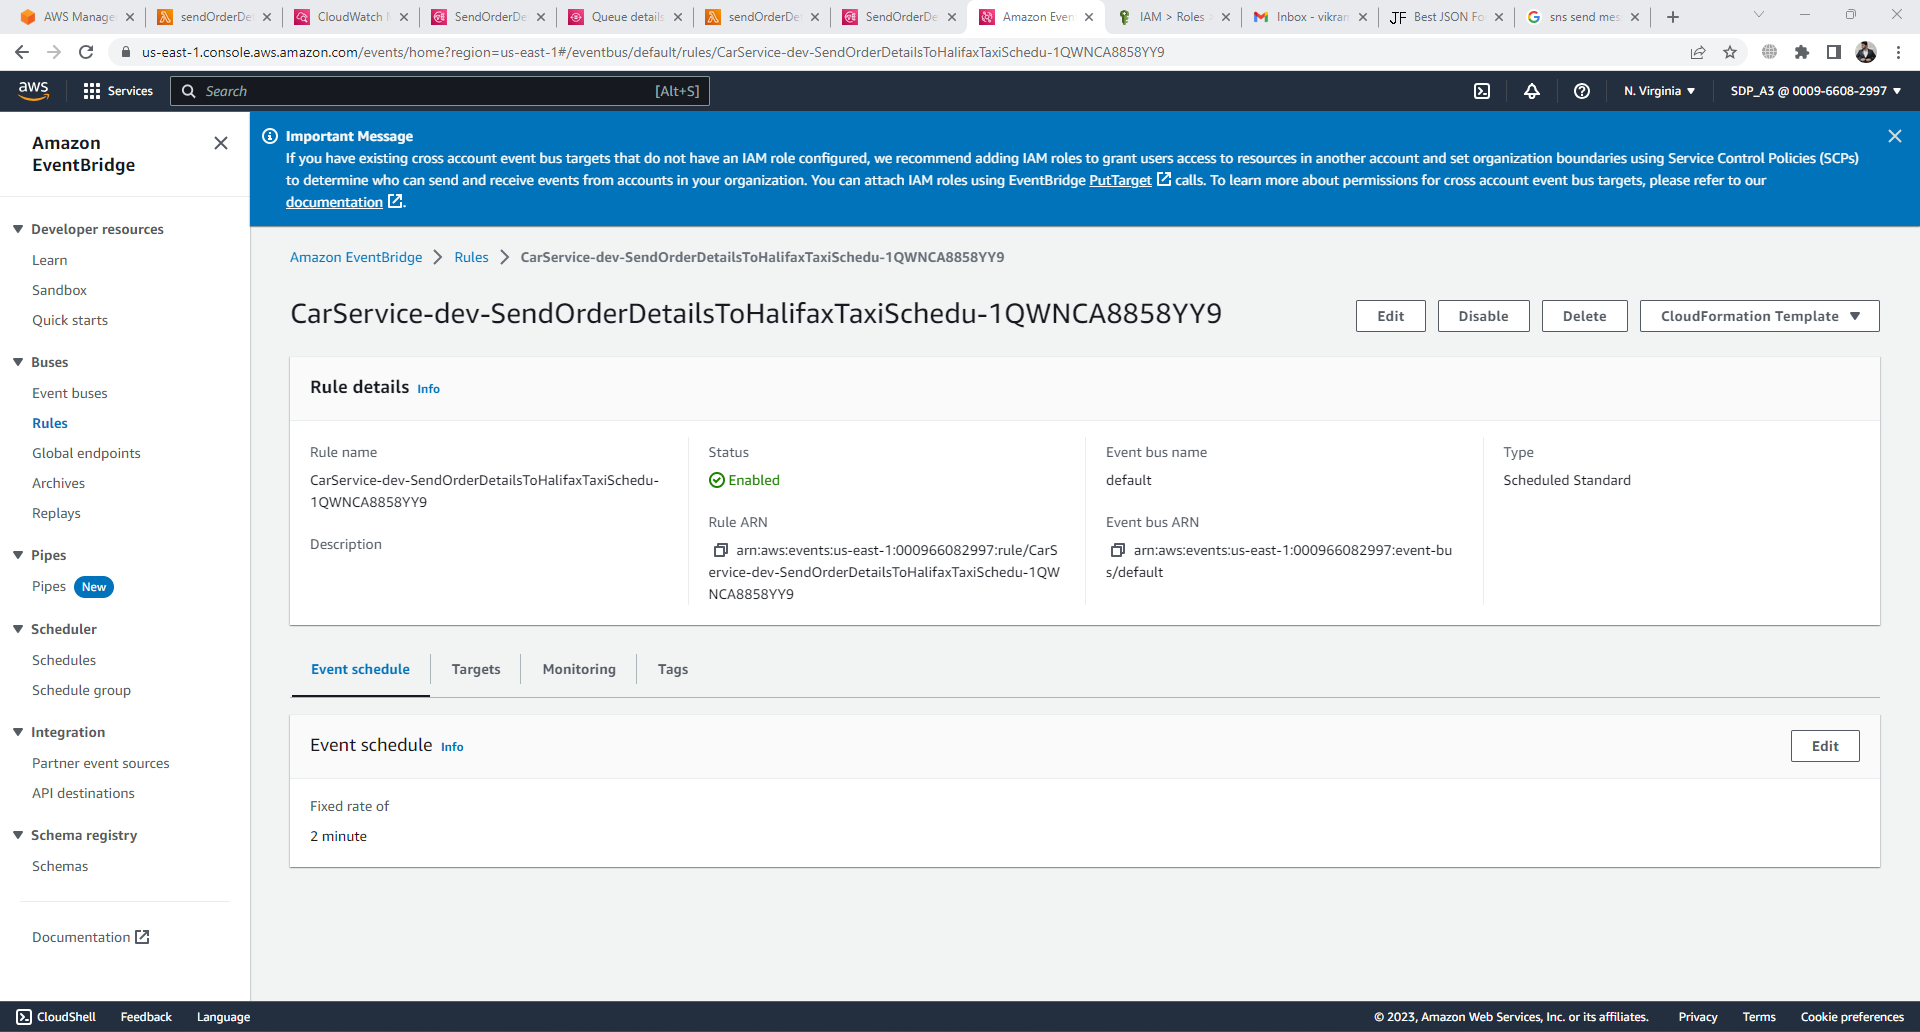 AWS Manage
sendOrderDe
CloudWatch M
SendOrderDe
Queue details
sendOrderDe
SendOrderDe
Amazon Even
IAM > Roles >
Inbox - vikram
JF Best JSON Fo
sns send mes
us-east-1.console.aws.amazon.com/events/home?region=us-east-1#/eventbus/default/rules/CarService-dev-SendOrderDetailsToHalifaxTaxiSchedu-1QWNCA8858YY9
aws
Services
Search
[Alt+S]
N. Virginia
SDP_A3 @ 0009-6608-2997
Amazon
EventBridge
Developer resources
Learn
Sandbox
Quick starts
Buses
Event buses
Rules
Global endpoints
Archives
Replays
Pipes
Pipes New
Scheduler
Schedules
Schedule group
Integration
Partner event sources
API destinations
Schema registry
Schemas
Documentation
Important Message
If you have existing cross account event bus targets that do not have an IAM role configured, we recommend adding IAM roles to grant users access to resources in another account and set organization boundaries using Service Control Policies (SCPs)
to determine who can send and receive events from accounts in your organization. You can attach IAM roles using EventBridge PutTarget calls. To learn more about permissions for cross account event bus targets, please refer to our
documentation .
Amazon EventBridge
Rules
CarService-dev-SendOrderDetailsToHalifaxTaxiSchedu-1QWNCA8858YY9
CarService-dev-SendOrderDetailsToHalifaxTaxiSchedu-1QWNCA8858YY9
Edit
Disable
Delete
CloudFormation Template
Rule details Info
Rule name
CarService-dev-SendOrderDetailsToHalifaxTaxiSchedu-
1QWNCA8858YY9
Description
Status
Enabled
Rule ARN
arn:aws:events:us-east-1:000966082997:rule/CarS
ervice-dev-SendOrderDetailsToHalifaxTaxiSchedu-1QW
NCA8858YY9
Event bus name
default
Event bus ARN
arn:aws:events:us-east-1:000966082997:event-bu
s/default
Type
Scheduled Standard
Event schedule
Targets
Monitoring
Tags
Event schedule Info
Edit
Fixed rate of
2 minute
CloudShell
Feedback
Language
© 2023, Amazon Web Services, Inc. or its affiliates.
Privacy
Terms
Cookie preferences